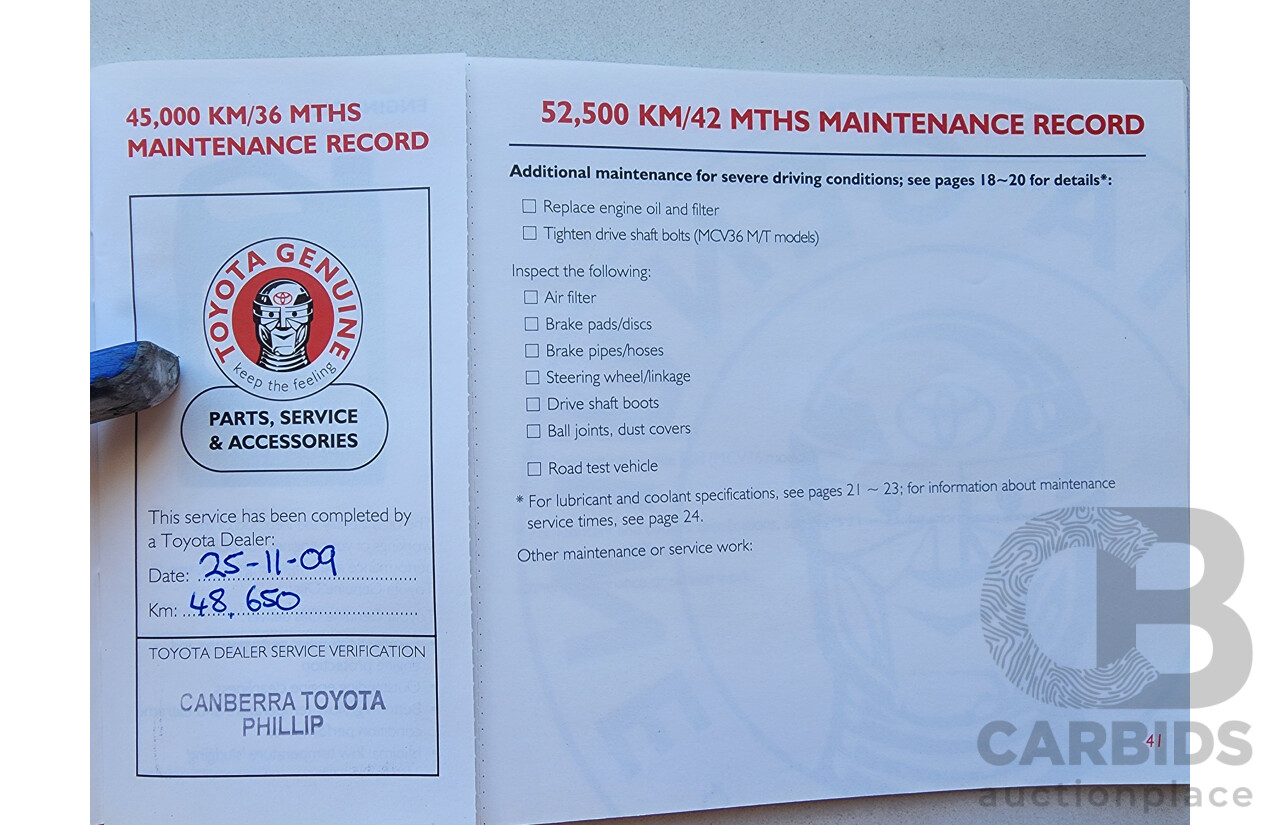 45,000 KM/36 MTHS
MAINTENANCE RECORD
TOYOTA GENUINE
keep the feeling
PARTS, SERVICE
& ACCESSORIES
This service has been completed by
a Toyota Dealer:
Date: 25-11-09
Km: 48,650
TOYOTA DEALER SERVICE VERIFICATION
CANBERRA TOYOTA
PHILLIP
52,500 KM/42 MTHS MAINTENANCE RECORD
Additional maintenance for severe driving conditions; see pages 18~20 for details*:
Replace engine oil and filter
Tighten drive shaft bolts (MCV36 M/T models)
Inspect the following:
Air filter
Brake pads/discs
Brake pipes/hoses
Steering wheel/linkage
Drive shaft boots
Ball joints, dust covers
Road test vehicle
* For lubricant and coolant specifications, see pages 21 ~ 23; for information about maintenance
service times, see page 24.
Other maintenance or service work:
41
CB
CARBIDS
auctionplace